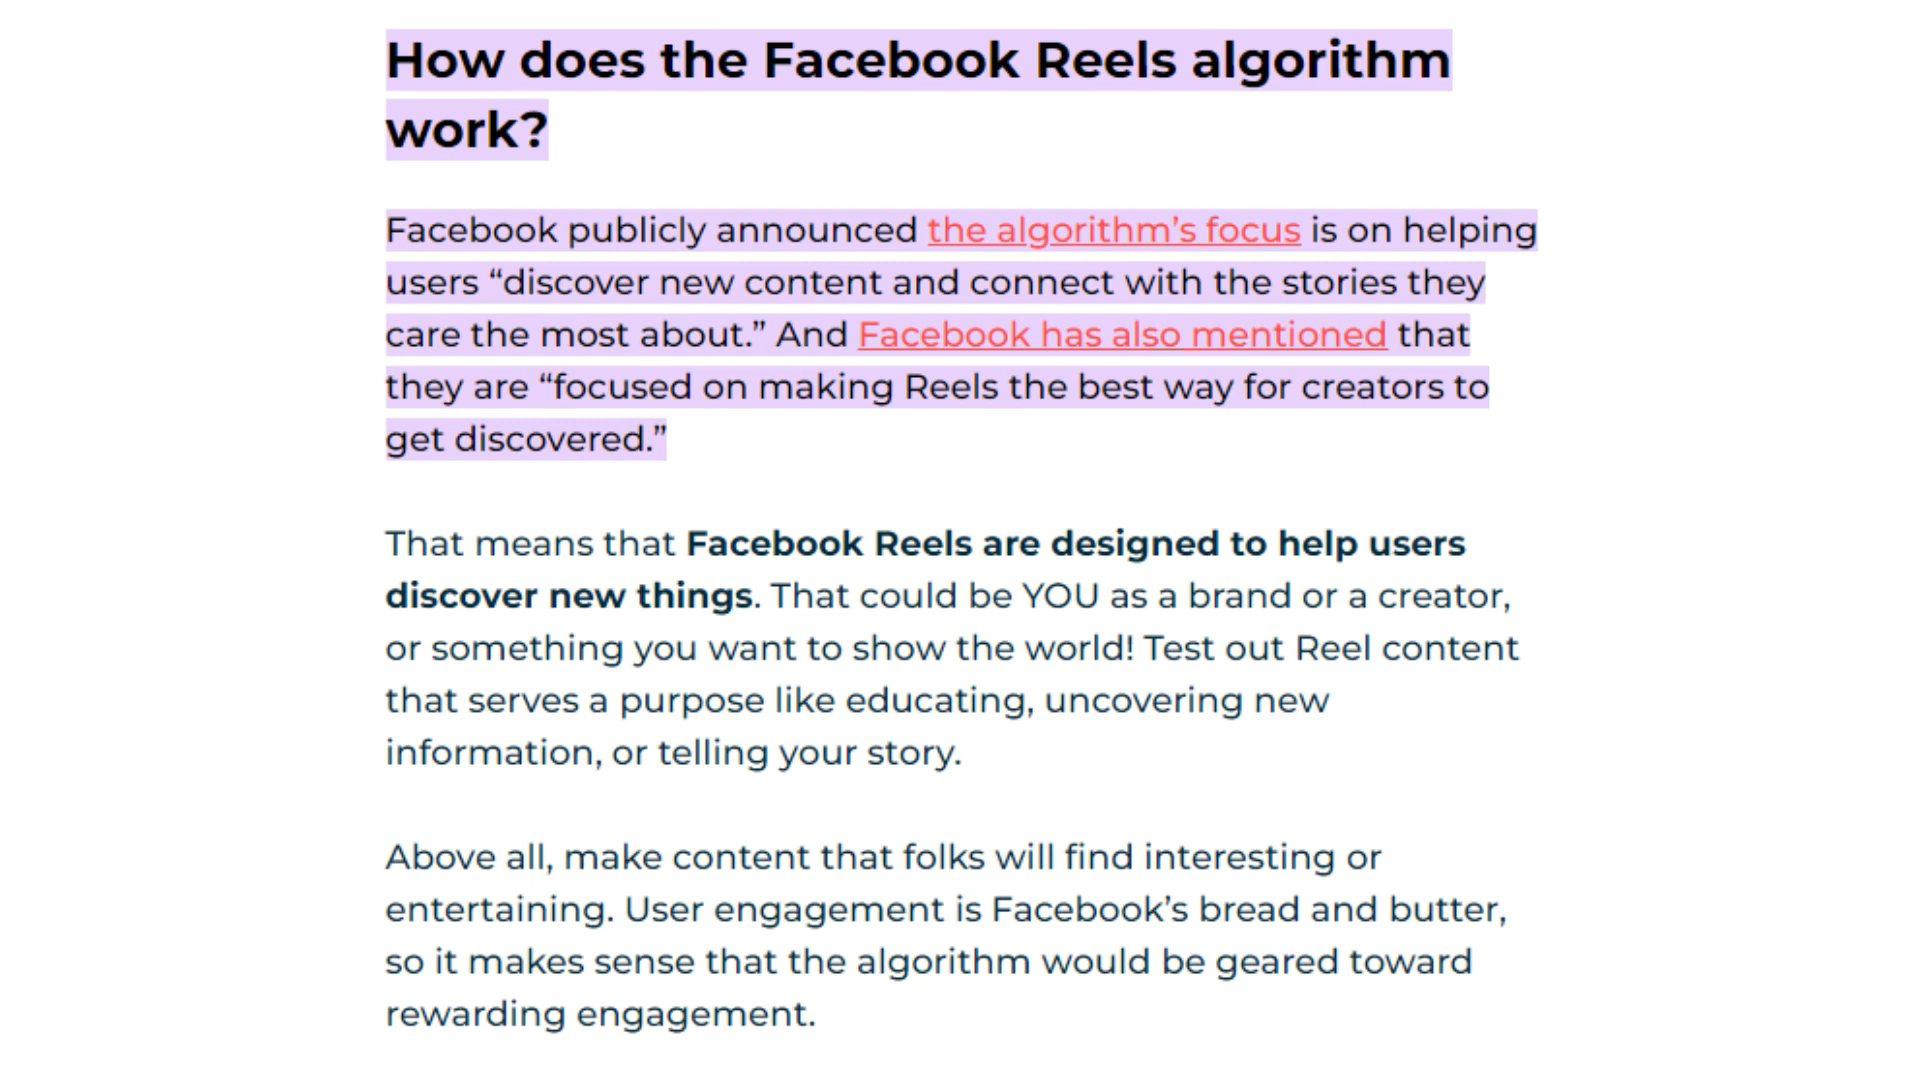 How does the Facebook Reels algorithm
work?
Facebook publicly announced the algorithm’s focus is on helping
users “discover new content and connect with the stories they
care the most about.” And Facebook has also mentioned that
they are “focused on making Reels the best way for creators to
get discovered.”
That means that Facebook Reels are designed to help users
discover new things. That could be YOU as a brand or a creator,
or something you want to show the world! Test out Reel content
that serves a purpose like educating, uncovering new
information, or telling your story.
Above all, make content that folks will find interesting or
entertaining. User engagement is Facebook’s bread and butter,
so it makes sense that the algorithm would be geared toward
rewarding engagement.